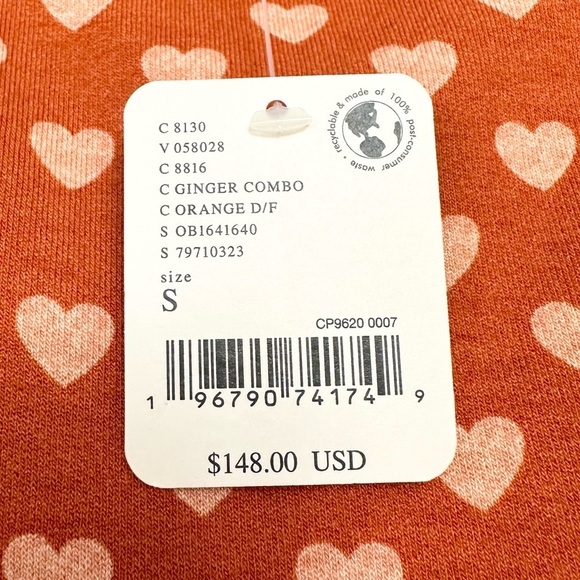 C 8130
V 058028
C 8816
C GINGER COMBO
C ORANGE D/F
S OB1641640
S 79710323
size
S
recyclable & made of 100% post-consumer waste •
CP9620 0007
1 96790 74174 9
$148.00 USD